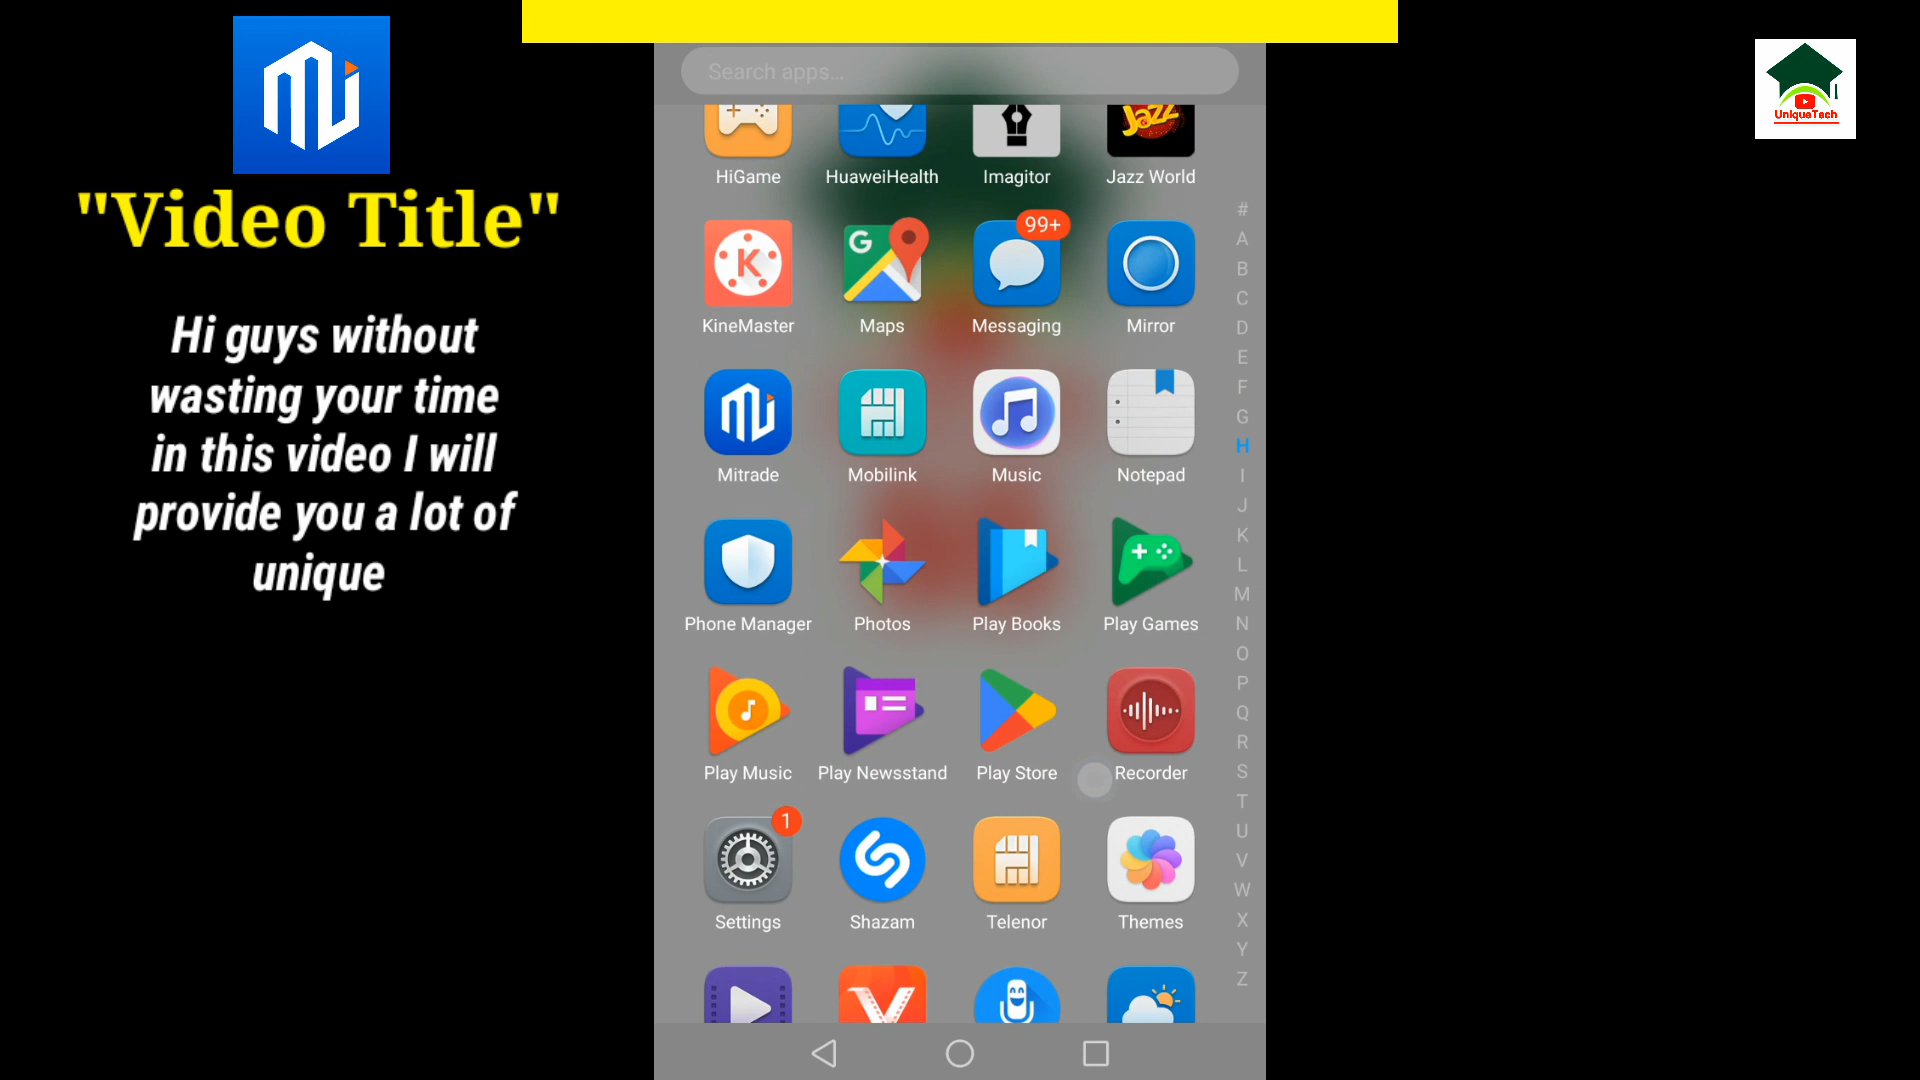 "Video Title"
Hi guys without
wasting your time
in this video I will
provide you a lot of
unique
UniqueTech
Search apps...
Jazz
HiGame HuaweiHealth Imagitor Jazz World
G 99+
K
KineMaster Maps Messaging Mirror
Mitrade Mobilink Music Notepad
Phone Manager Photos Play Books Play Games
Play Music Play Newsstand Play Store Recorder
1
Settings Shazam Telenor Themes
#
A
B
C
D
E
F
G
H
I
J
K
L
M
N
O
P
Q
R
S
T
U
V
W
X
Y
Z